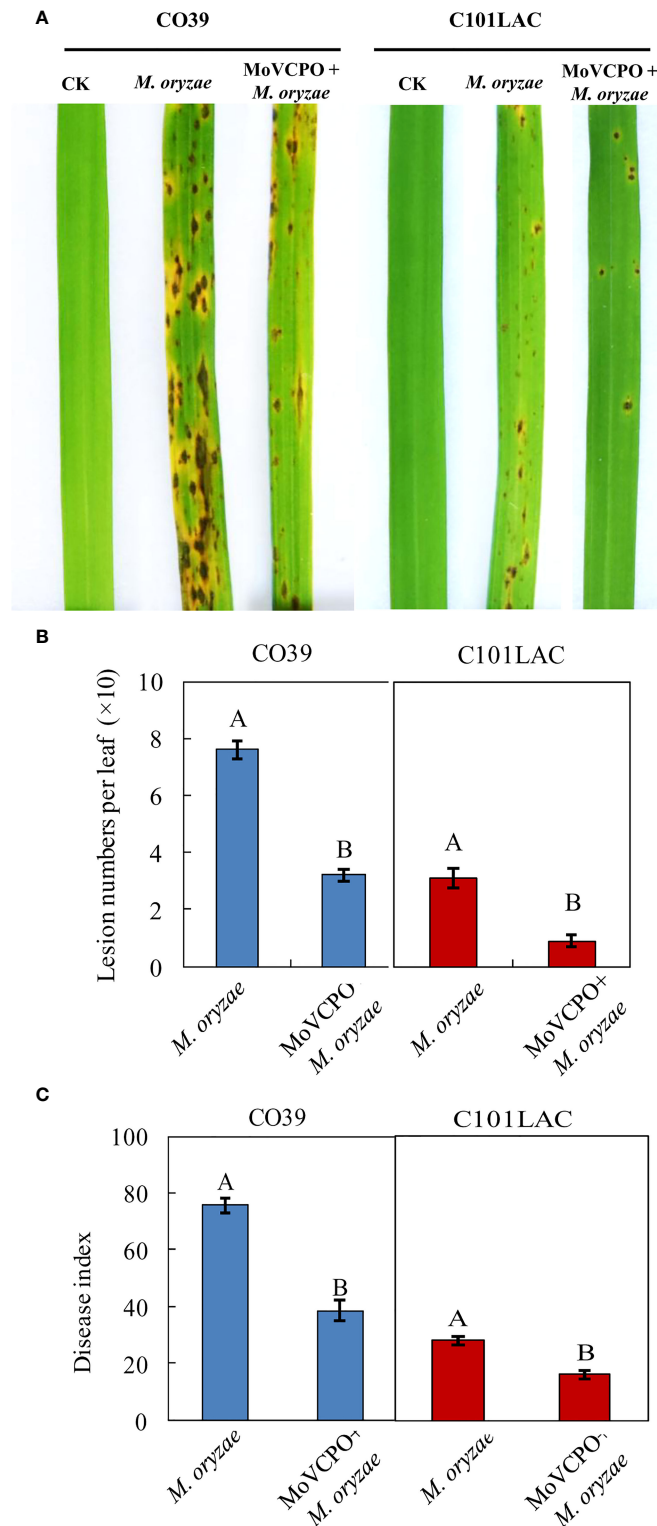 A
CO39
C101LAC
CK
M. oryzae
MoVCPO +
M. oryzae
CK
M. oryzae
MoVCPO +
M. oryzae
B
CO39
C101LAC
Lesion numbers per leaf (×10)
10
8
6
4
2
0
A
B
A
B
M. oryzae
MoVCPO
M. oryzae
M. oryzae
MoVCPO+
M. oryzae
C
CO39
C101LAC
Disease index
100
80
60
40
20
0
A
B
A
B
M. oryzae
MoVCPO+
M. oryzae
M. oryzae
MoVCPO
M. oryzae